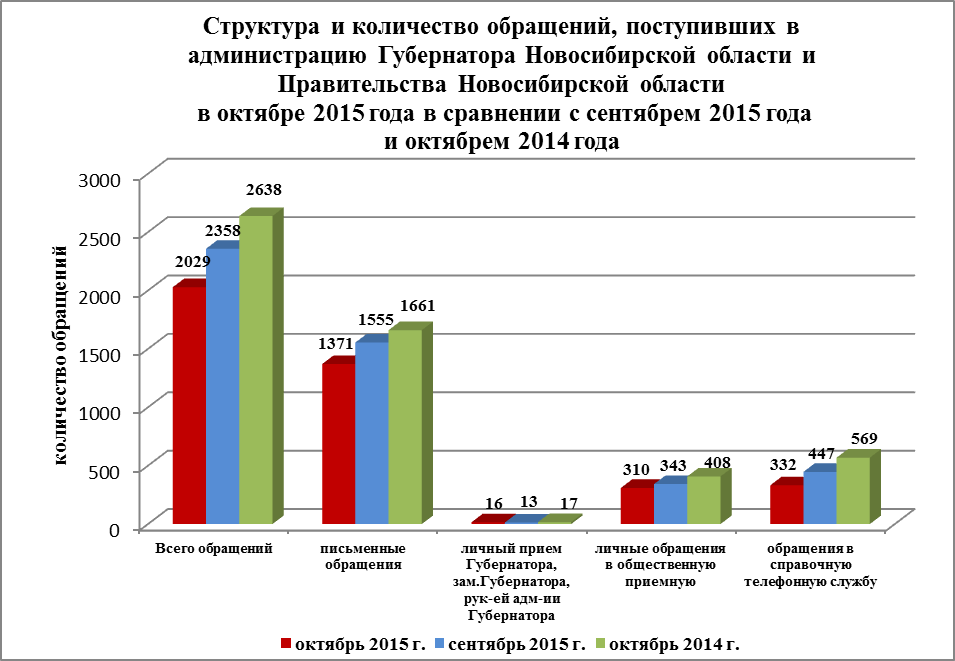 Структура и количество обращений, поступивших в
администрацию Губернатора Новосибирской области и
Правительства Новосибирской области
в октябре 2015 года в сравнении с сентябрем 2015 года
и октябрем 2014 года
количество обращений
3000
2500
2000
1500
1000
500
0
2029
2358
2638
1371
1555
1661
16
13
17
310
343
408
332
447
569
Всего обращений
письменные
обращения
личный прием
Губернатора,
зам.Губернатора,
рук-ей адм-ии
Губернатора
личные обращения
в общественную
приемную
обращения в
справочную
телефонную службу
октябрь 2015 г.
сентябрь 2015 г.
октябрь 2014 г.